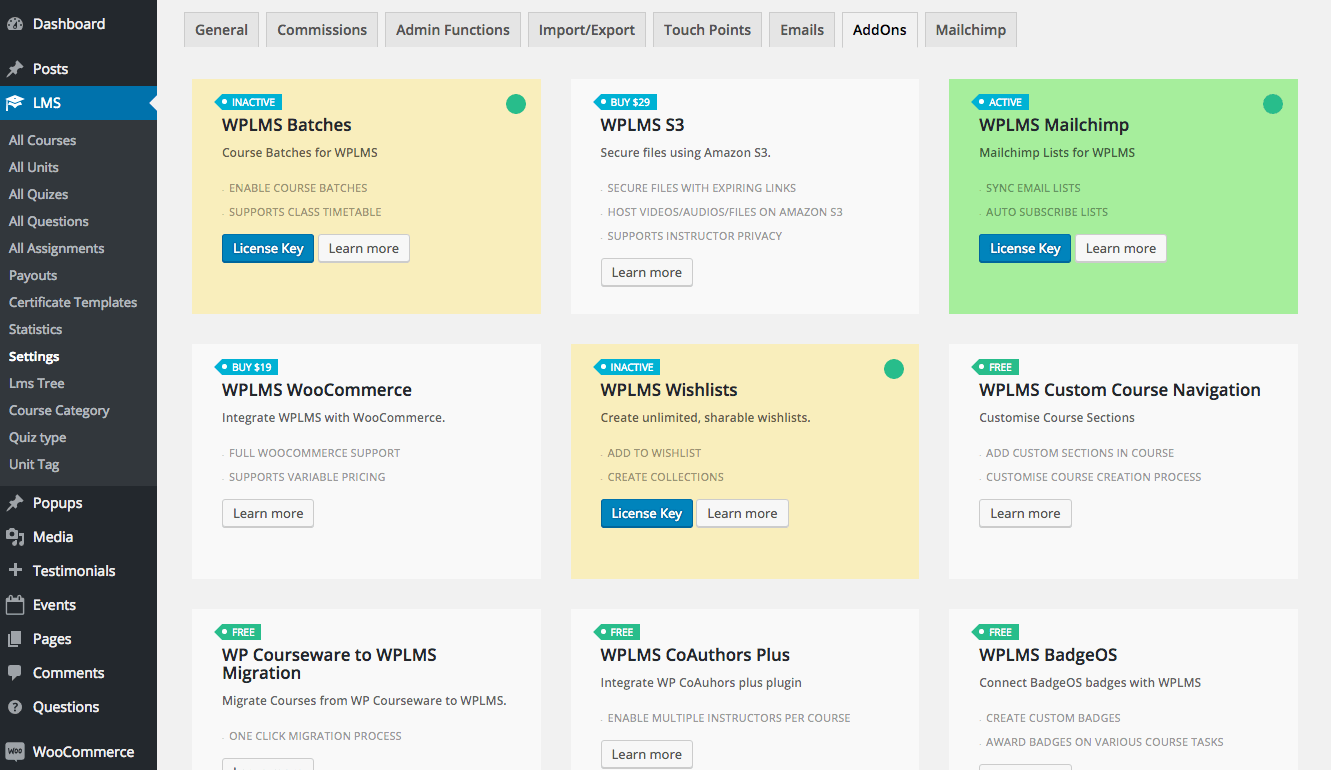 Dashboard
Posts
LMS
All Courses
All Units
All Quizes
All Questions
All Assignments
Payouts
Certificate Templates
Statistics
Settings
Lms Tree
Course Category
Quiz type
Unit Tag
Popups
Media
Testimonials
Events
Pages
Comments
Questions
WOO WooCommerce
General Commissions Admin Functions Import/Export Touch Points Emails AddOns Mailchimp
INACTIVE
WPLMS Batches
Course Batches for WPLMS
ENABLE COURSE BATCHES
SUPPORTS CLASS TIMETABLE
License Key Learn more
BUY $29
WPLMS S3
Secure files using Amazon S3.
SECURE FILES WITH EXPIRING LINKS
HOST VIDEOS/AUDIOS/FILES ON AMAZON S3
SUPPORTS INSTRUCTOR PRIVACY
Learn more
ACTIVE
WPLMS Mailchimp
Mailchimp Lists for WPLMS
SYNC EMAIL LISTS
AUTO SUBSCRIBE LISTS
License Key Learn more
BUY $19
WPLMS WooCommerce
Integrate WPLMS with WooCommerce.
FULL WOOCOMMERCE SUPPORT
SUPPORTS VARIABLE PRICING
Learn more
INACTIVE
WPLMS Wishlists
Create unlimited, sharable wishlists.
ADD TO WISHLIST
CREATE COLLECTIONS
License Key Learn more
FREE
WPLMS Custom Course Navigation
Customise Course Sections
ADD CUSTOM SECTIONS IN COURSE
CUSTOMISE COURSE CREATION PROCESS
Learn more
FREE
WP Courseware to WPLMS
Migration
Migrate Courses from WP Courseware to WPLMS.
ONE CLICK MIGRATION PROCESS
FREE
WPLMS CoAuthors Plus
Integrate WP CoAuhors plus plugin
ENABLE MULTIPLE INSTRUCTORS PER COURSE
Learn more
FREE
WPLMS BadgeOS
Connect BadgeOS badges with WPLMS
CREATE CUSTOM BADGES
AWARD BADGES ON VARIOUS COURSE TASKS